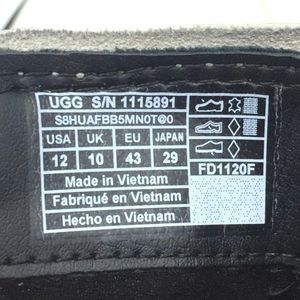 UGG S/N 1115891
S8HUAFBB5MN0T@0
USA UK EU JAPAN
12 10 43 29
FD1120F
Made in Vietnam
Fabriqué en Vietnam
Hecho en Vietnam